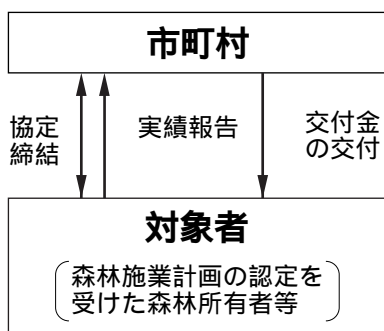 市町村
協定
締結
実績報告
交付金
の交付
対象者
森林施業計画の認定を
受けた森林所有者等